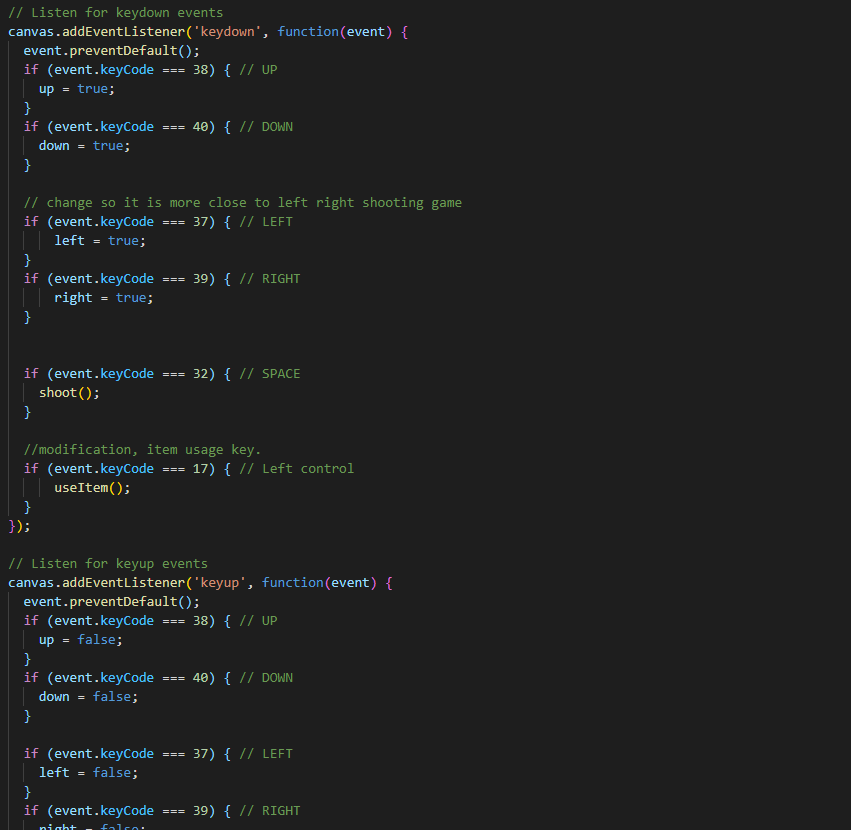 // Listen for keydown events
canvas.addEventListener('keydown', function(event) {
  event.preventDefault();
  if (event.keyCode === 38) { // UP
    up = true;
  }
  if (event.keyCode === 40) { // DOWN
    down = true;
  }

  // change so it is more close to left right shooting game
  if (event.keyCode === 37) { // LEFT
      left = true;
  }
  if (event.keyCode === 39) { // RIGHT
      right = true;
  }


  if (event.keyCode === 32) { // SPACE
    shoot();
  }

  //modification, item usage key.
  if (event.keyCode === 17) { // Left control
      useItem();
  }
});

// Listen for keyup events
canvas.addEventListener('keyup', function(event) {
  event.preventDefault();
  if (event.keyCode === 38) { // UP
    up = false;
  }
  if (event.keyCode === 40) { // DOWN
    down = false;
  }

  if (event.keyCode === 37) { // LEFT
    left = false;
  }
  if (event.keyCode === 39) { // RIGHT
    right = false;